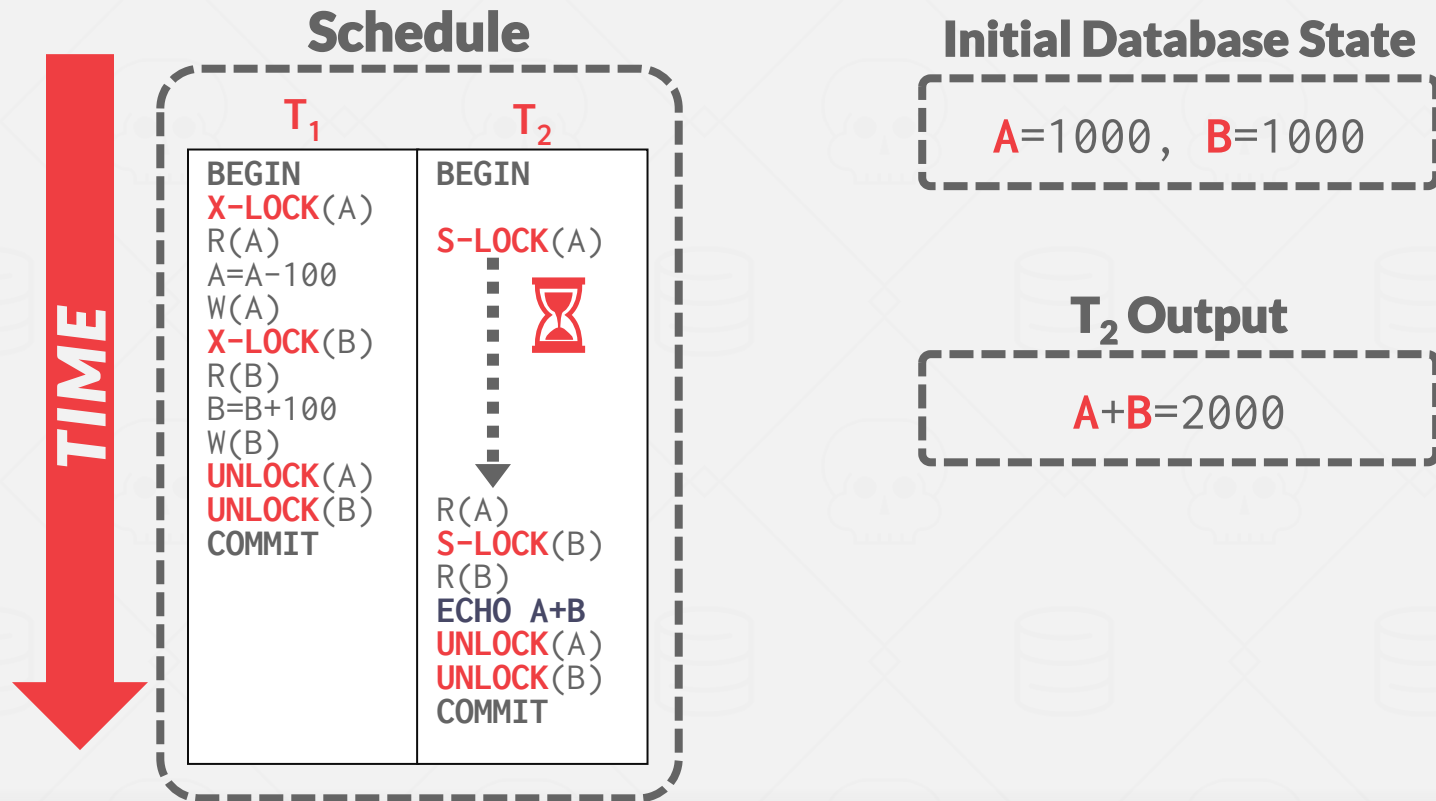 Schedule
TIME
T1
T2
BEGIN
X-LOCK(A)
R(A)
A=A-100
W(A)
X-LOCK(B)
R(B)
B=B+100
W(B)
UNLOCK(A)
UNLOCK(B)
COMMIT
BEGIN
S-LOCK(A)
R(A)
S-LOCK(B)
R(B)
ECHO A+B
UNLOCK(A)
UNLOCK(B)
COMMIT
Initial Database State
A=1000, B=1000
T2 Output
A+B=2000